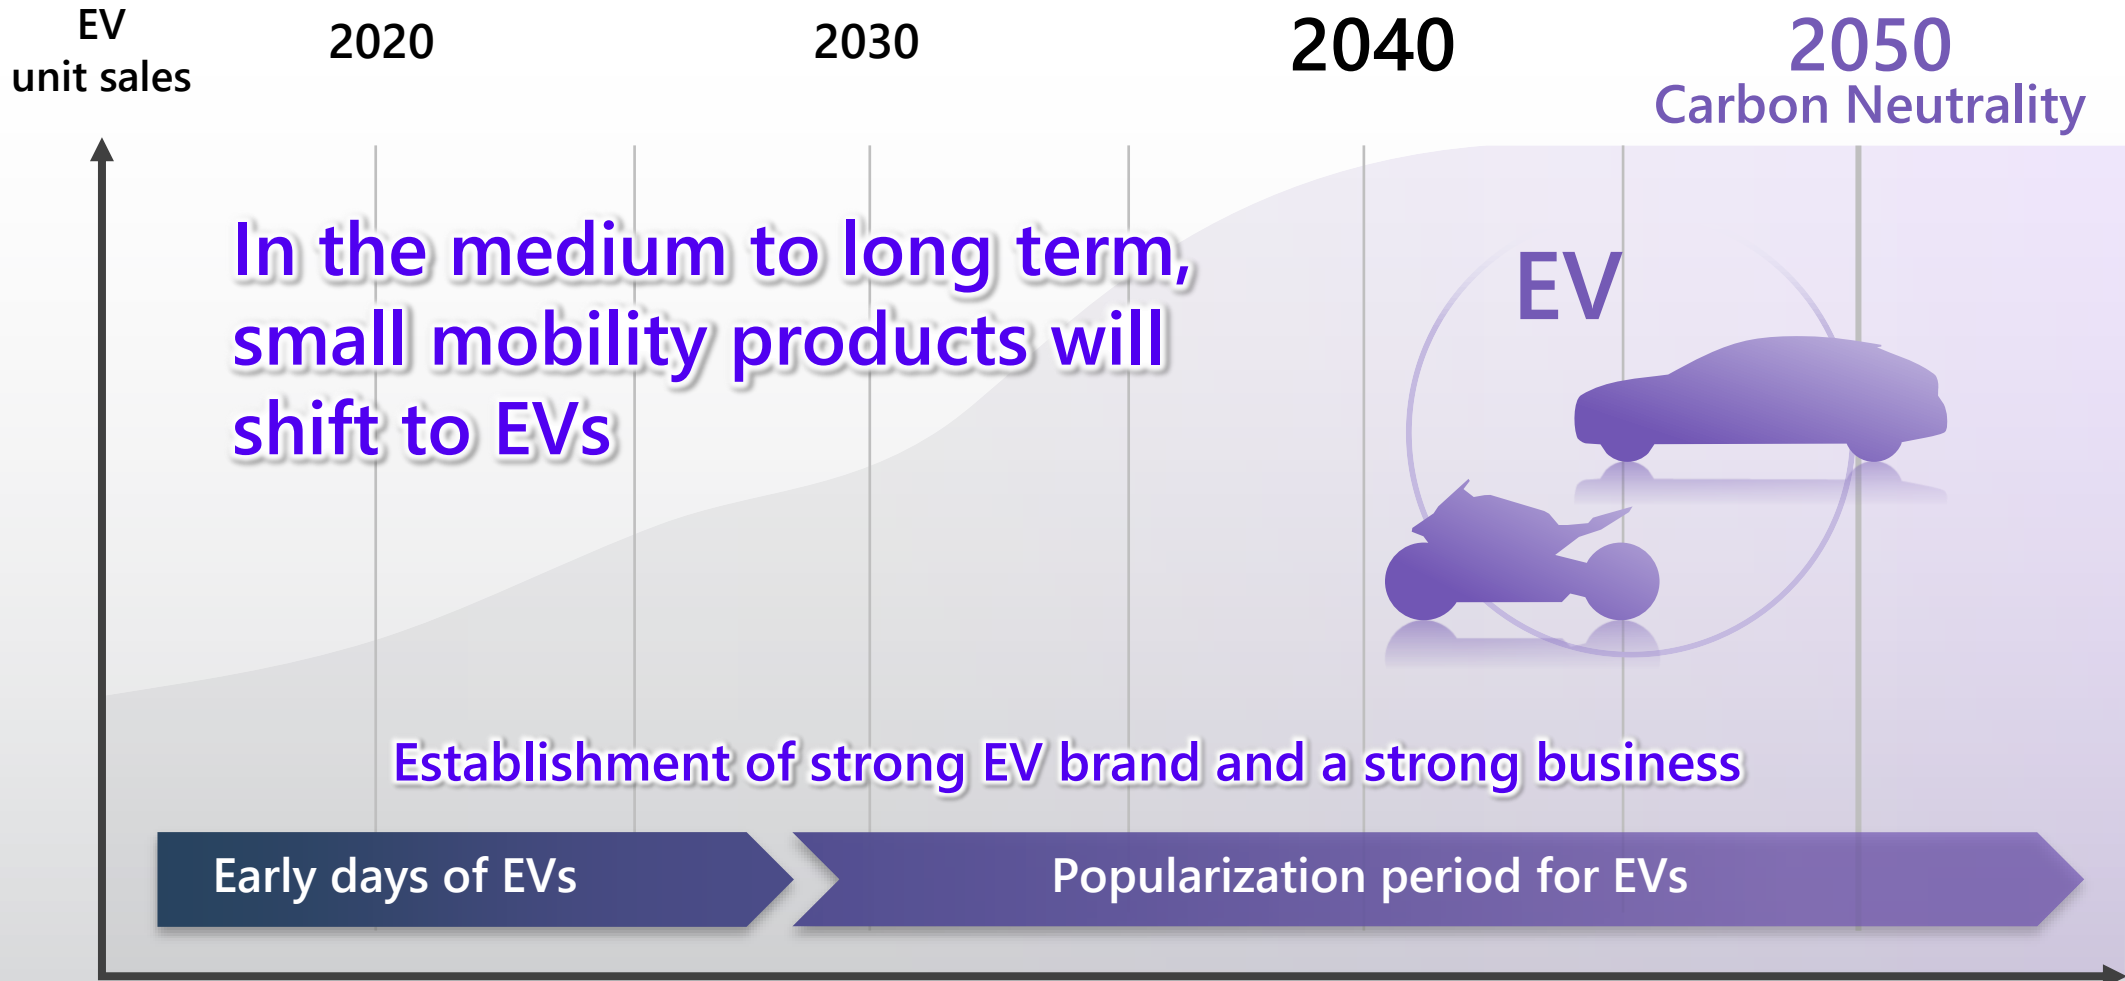 EV
unit sales
2020
2030
2040
2050
Carbon Neutrality
In the medium to long term,
small mobility products will
shift to EVs
EV
Establishment of strong EV brand and a strong business
Early days of EVs
Popularization period for EVs